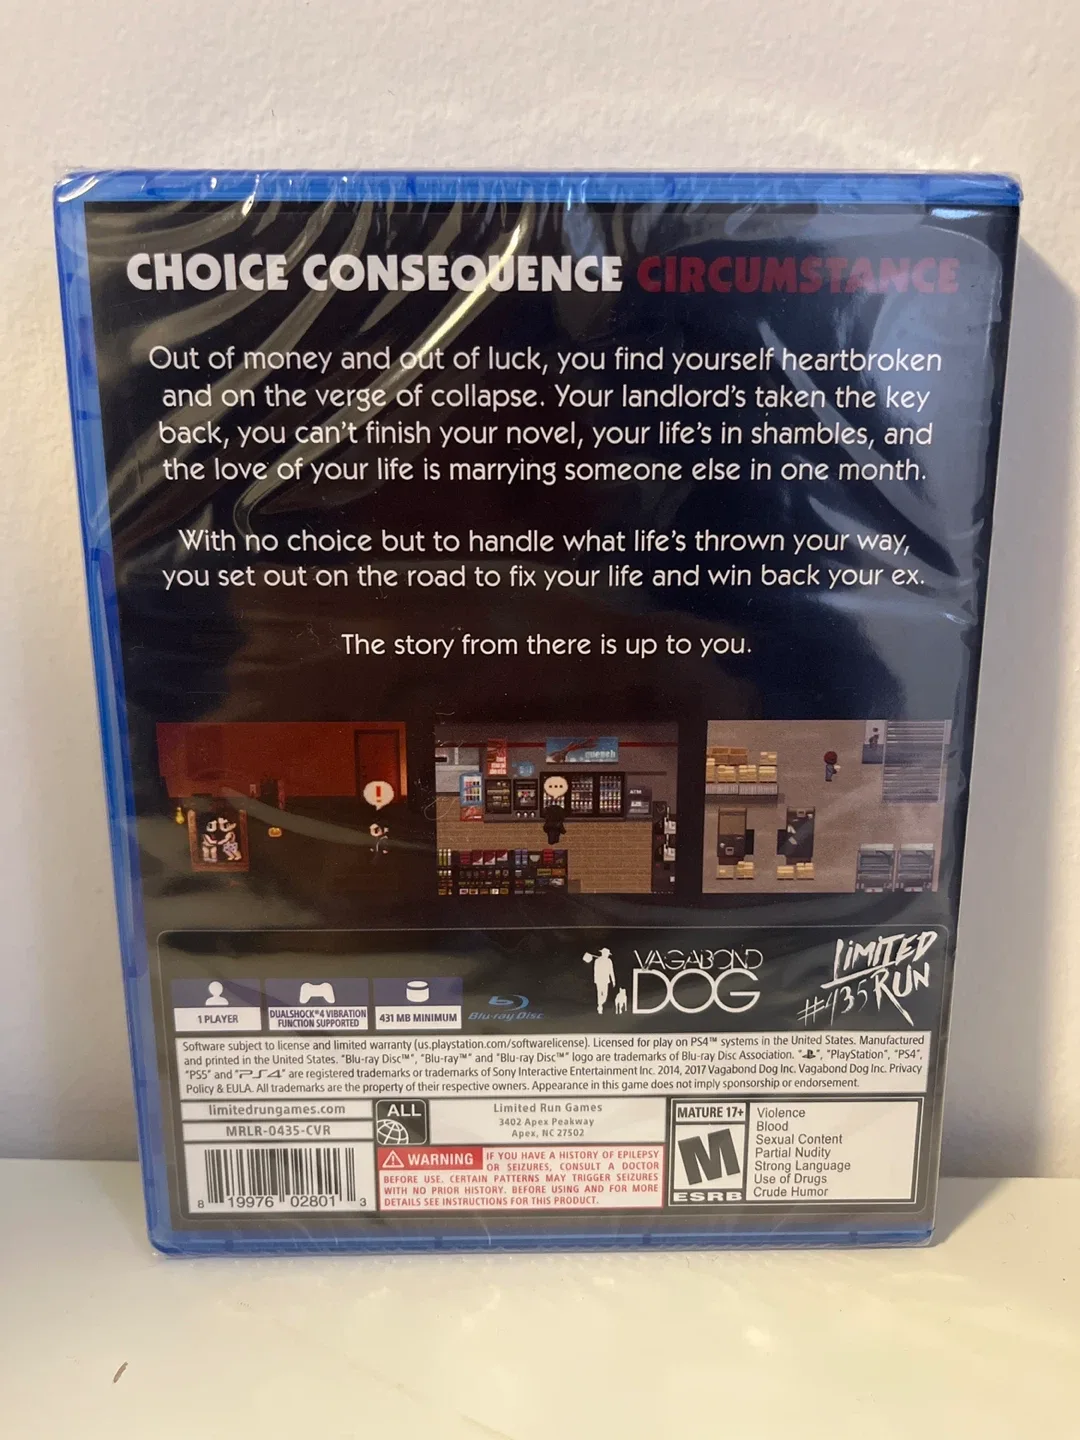 CHOICE CONSEQUENCE CIRCUMSTANCE
Out of money and out of luck, you find yourself heartbroken
and on the verge of collapse. Your landlord's taken the key
back, you can't finish your novel, your life's in shambles, and
the love of your life is marrying someone else in one month.
With no choice but to handle what life's thrown your way,
you set out on the road to fix your life and win back your ex.
The story from there is up to you.
!
...
ATM
VAGABOND
DOG
LIMITED
RUN
#435
1 PLAYER
DUALSHOCK®4 VIBRATION
FUNCTION SUPPORTED
431 MB MINIMUM
Blu-ray Disc
Software subject to license and limited warranty (us.playstation.com/softwarelicense). Licensed for play on PS4™ systems in the United States. Manufactured
and printed in the United States. "Blu-ray Disc™", "Blu-ray™" and "Blu-ray Disc™" logo are trademarks of Blu-ray Disc Association. "", "PlayStation", "PS4",
"PS5" and "PS4" are registered trademarks or trademarks of Sony Interactive Entertainment Inc. 2014, 2017 Vagabond Dog Inc. Vagabond Dog Inc. Privacy
Policy & EULA. All trademarks are the property of their respective owners. Appearance in this game does not imply sponsorship or endorsement.
limitedrungames.com
MRLR-0435-CVR
8 19976 02801 3
ALL
Limited Run Games
3402 Apex Peakway
Apex, NC 27502
WARNING IF YOU HAVE A HISTORY OF EPILEPSY
OR SEIZURES, CONSULT A DOCTOR
BEFORE USE. CERTAIN PATTERNS MAY TRIGGER SEIZURES
WITH NO PRIOR HISTORY. BEFORE USING AND FOR MORE
DETAILS SEE INSTRUCTIONS FOR THIS PRODUCT.
MATURE 17+
M
ESRB
Violence
Blood
Sexual Content
Partial Nudity
Strong Language
Use of Drugs
Crude Humor